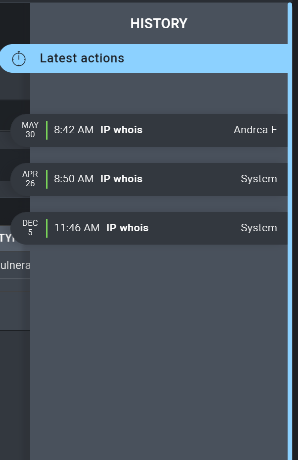 HISTORY
Latest actions
MAY
30
8:42 AM IP whois
Andrea F
APR
26
8:50 AM IP whois
System
DEC
5
11:46 AM IP whois
System
TY
ulnera